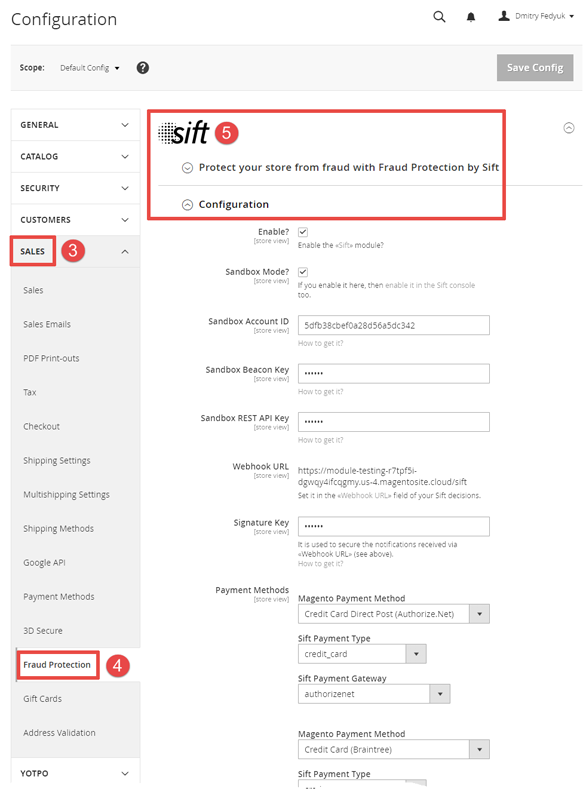 Configuration
Dmitry Fedyuk
Scope:
Default Config
?
Save Config
GENERAL
CATALOG
SECURITY
CUSTOMERS
SALES
3
Sales
Sales Emails
PDF Print-outs
Tax
Checkout
Shipping Settings
Multishipping Settings
Shipping Methods
Google API
Payment Methods
3D Secure
Fraud Protection
4
Gift Cards
Address Validation
YOTPO
sift
5
Protect your store from fraud with Fraud Protection by Sift
Configuration
Enable?
[store view]
Enable the «Sift» module?
Sandbox Mode?
[store view]
If you enable it here, then enable it in the Sift console
too.
Sandbox Account ID
[store view]
5dfb38cbef0a28d56a5dc342
How to get it?
Sandbox Beacon Key
[store view]
••••••
How to get it?
Sandbox REST API Key
[store view]
••••••
How to get it?
Webhook URL
[store view]
https://module-testing-r7tpf5i-
dgwqy4ifcqgmy.us-4.magentosite.cloud/sift
Set it in the «Webhook URL» field of your Sift decisions.
Signature Key
[store view]
••••••
It is used to secure the notifications received via
«Webhook URL» (see above).
How to get it?
Payment Methods
[store view]
Magento Payment Method
Credit Card Direct Post (Authorize.Net)
Sift Payment Type
credit_card
Sift Payment Gateway
authorizenet
Magento Payment Method
Credit Card (Braintree)
Sift Payment Type